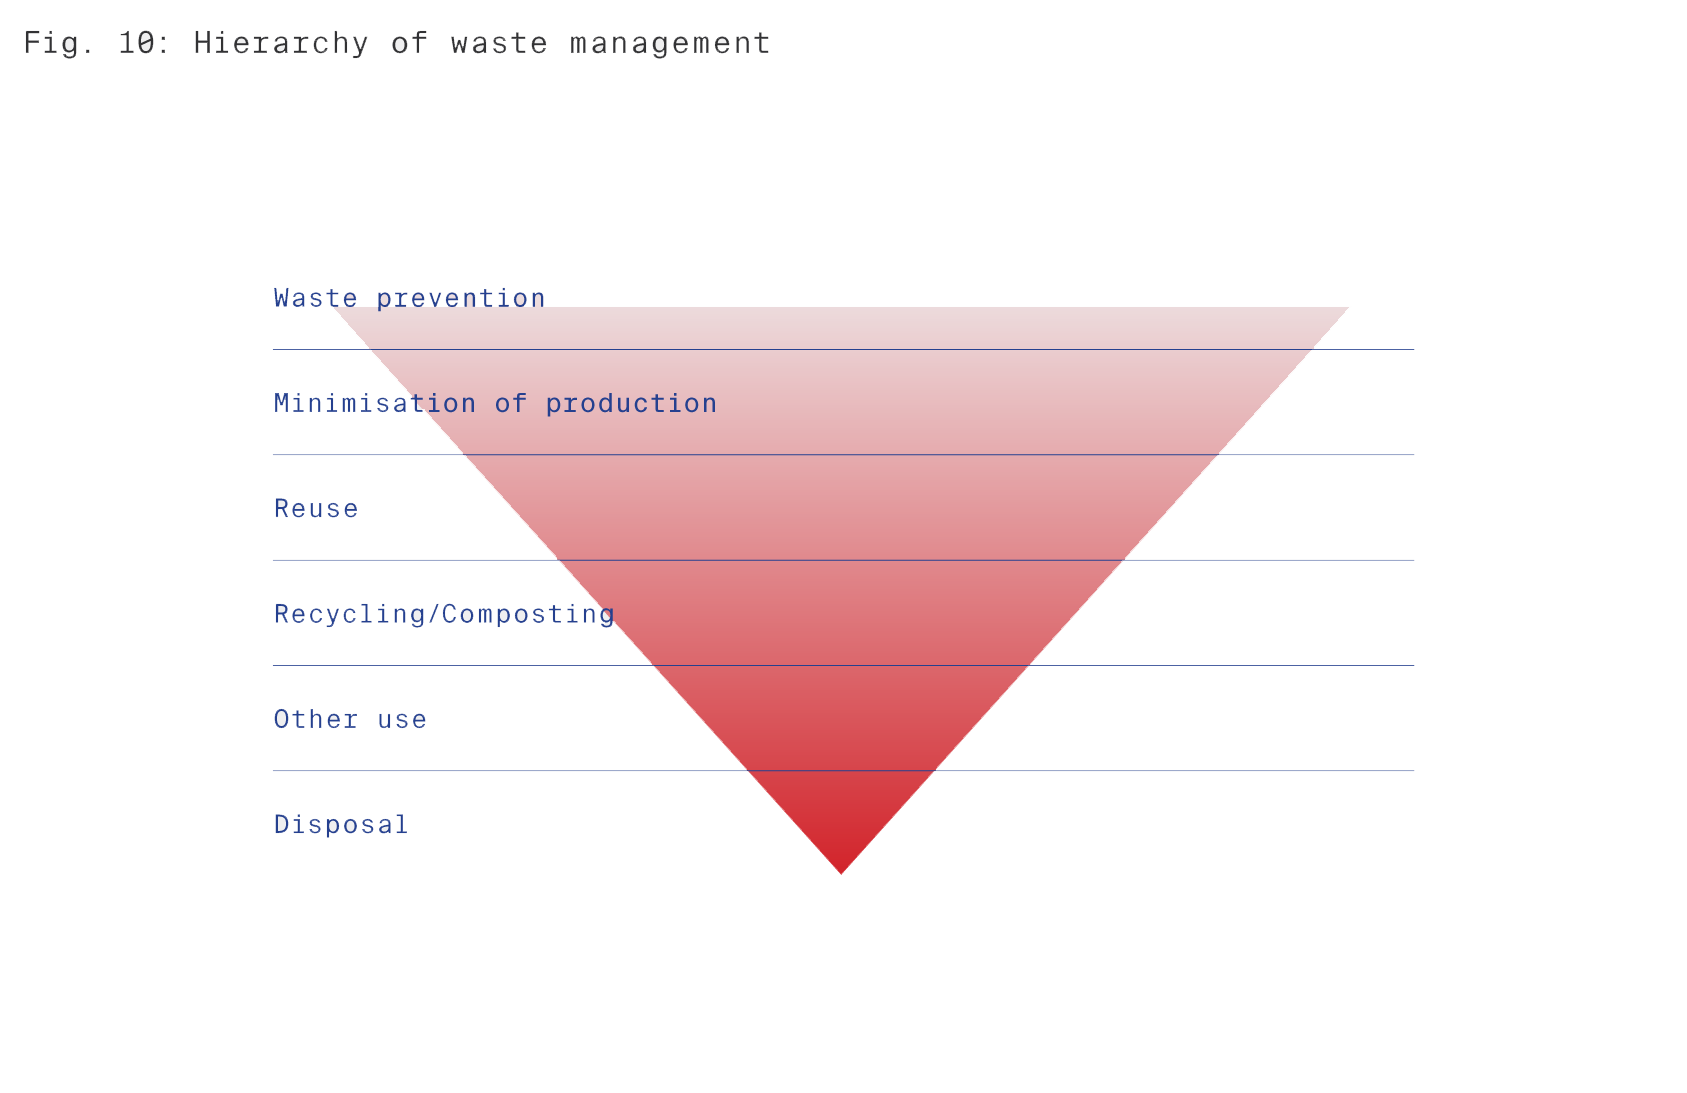 Fig. 10: Hierarchy of waste management
Waste prevention
Minimisation of production
Reuse
Recycling/Composting
Other use
Disposal